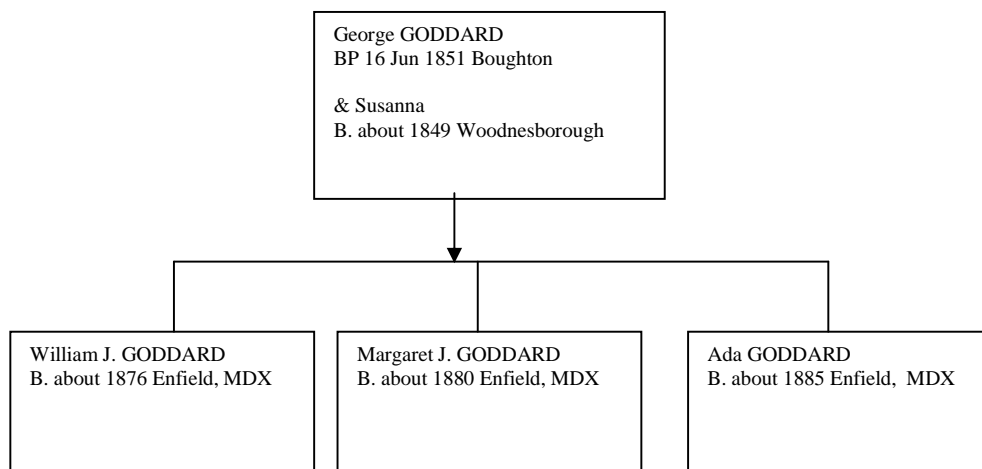 George GODDARD
BP 16 Jun 1851 Boughton
& Susanna
B. about 1849 Woodnesborough
William J. GODDARD
B. about 1876 Enfield, MDX
Margaret J. GODDARD
B. about 1880 Enfield, MDX
Ada GODDARD
B. about 1885 Enfield, MDX